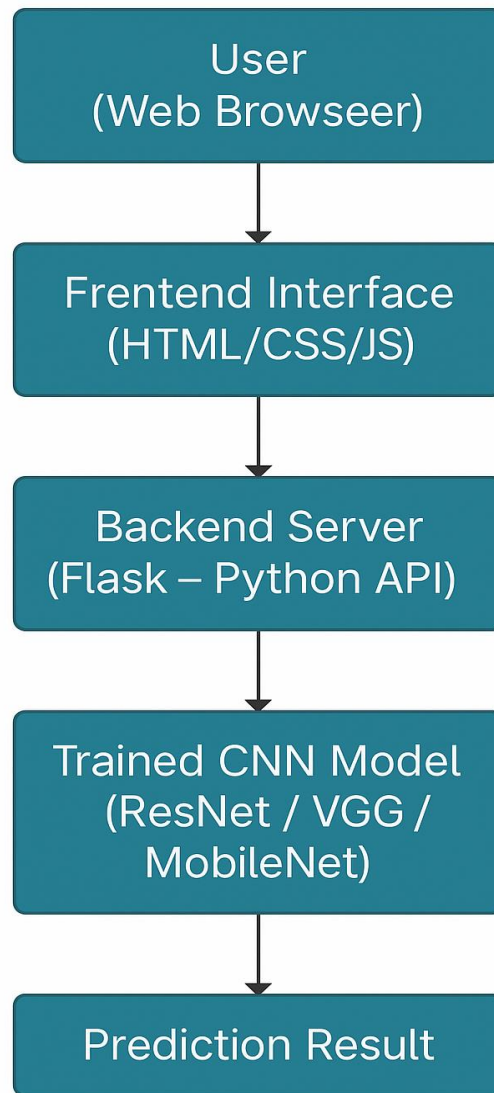 User
(Web Browseer)
Frentend Interface
(HTML/CSS/JS)
Backend Server
(Flask – Python API)
Trained CNN Model
(ResNet / VGG /
MobileNet)
Prediction Result